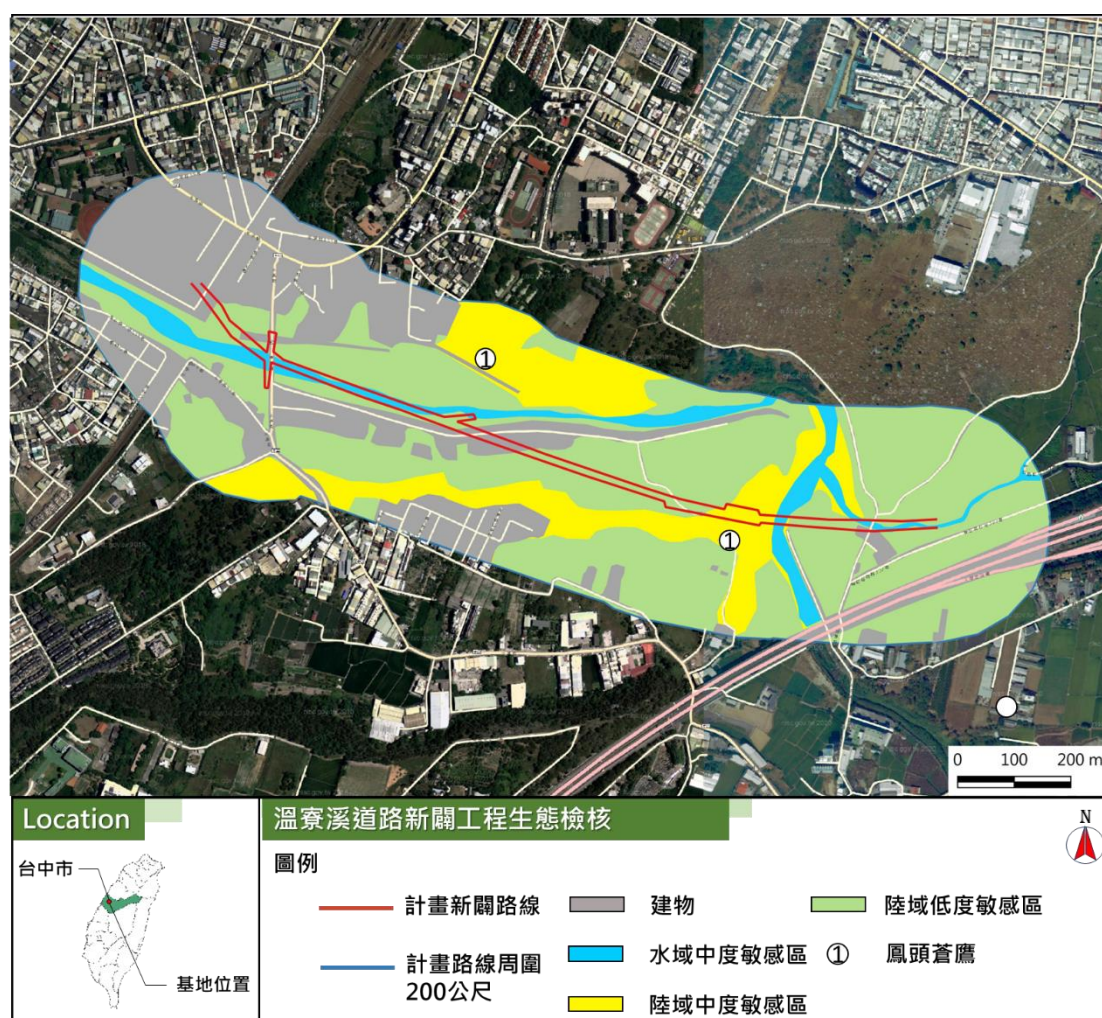 ①
①
0 100 200 m
Location
台中市
基地位置
溫寮溪道路新闢工程生態檢核
N
圖例
計畫新闢路線
建物
陸域低度敏感區
計畫路線周圍
200公尺
水域中度敏感區
① 鳳頭蒼鷹
陸域中度敏感區